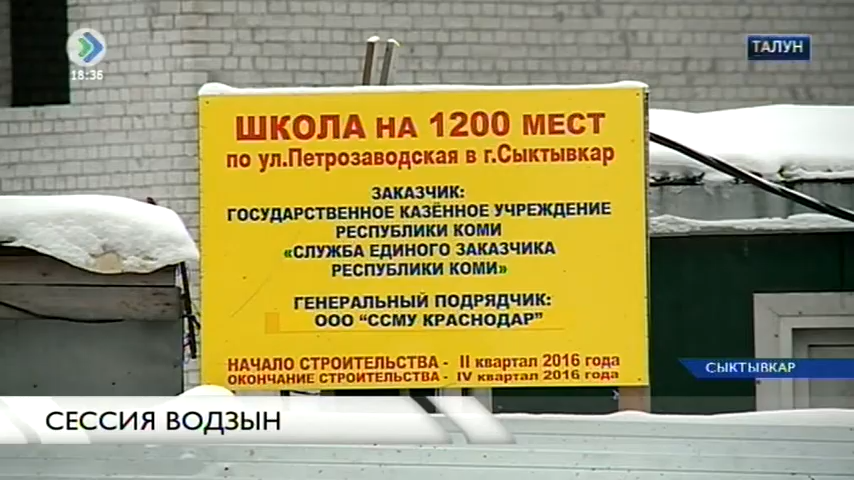 18:36
ТАЛУН
ШКОЛА НА 1200 МЕСТ
по ул.Петрозаводская в г.Сыктывкар
ЗАКАЗЧИК:
ГОСУДАРСТВЕННОЕ КАЗЁННОЕ УЧРЕЖДЕНИЕ
РЕСПУБЛИКИ КОМИ
«СЛУЖБА ЕДИНОГО ЗАКАЗЧИКА
РЕСПУБЛИКИ КОМИ»
ГЕНЕРАЛЬНЫЙ ПОДРЯДЧИК:
ООО "ССМУ КРАСНОДАР"
НАЧАЛО СТРОИТЕЛЬСТВА - II квартал 2016 года
ОКОНЧАНИЕ СТРОИТЕЛЬСТВА - IV квартал 2016 года
СЫКТЫВКАР
СЕССИЯ ВОДЗЫН